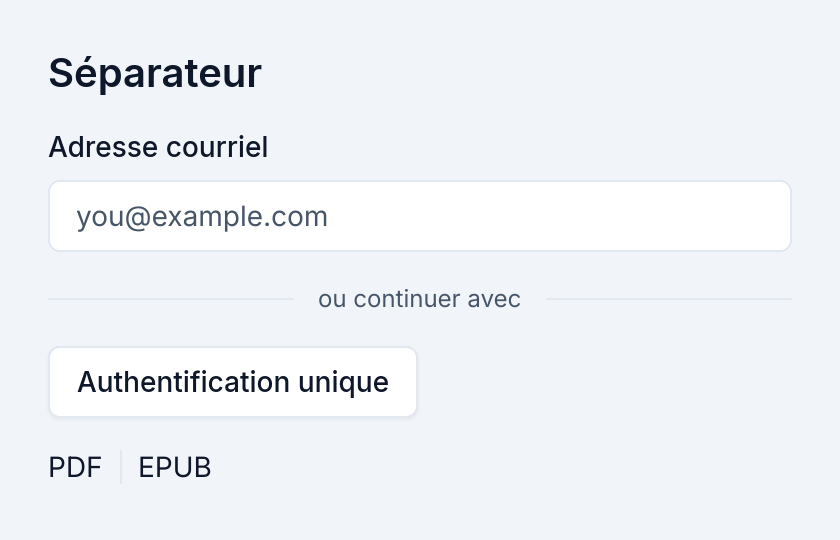 Séparateur
Adresse courriel
you@example.com
ou continuer avec
Authentification unique
PDF EPUB